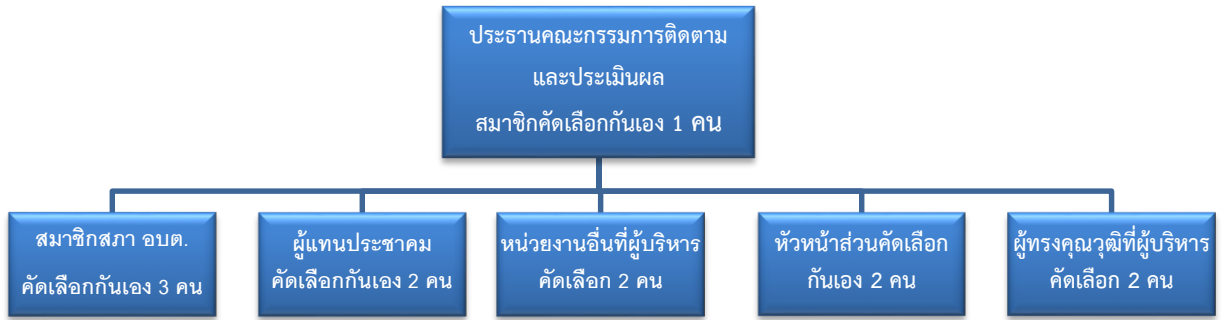 ประธานคณะกรรมการติดตาม
และประเมินผล
สมาชิกคัดเลือกกันเอง 1 คน
สมาชิกสภา อบต.
คัดเลือกกันเอง 3 คน
ผู้แทนประชาคม
คัดเลือกกันเอง 2 คน
หน่วยงานอื่นที่ผู้บริหาร
คัดเลือก 2 คน
หัวหน้าส่วนคัดเลือก
กันเอง 2 คน
ผู้ทรงคุณวุฒิที่ผู้บริหาร
คัดเลือก 2 คน